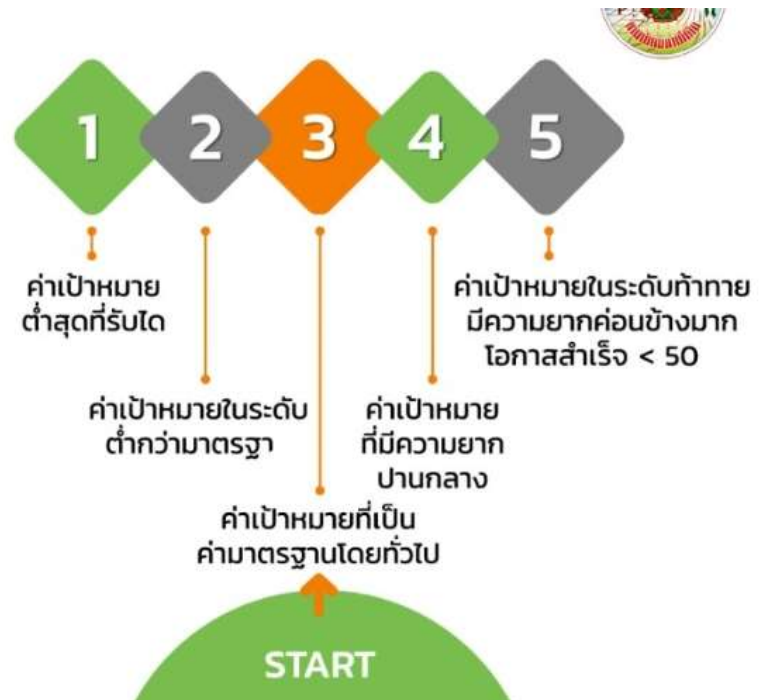 1
2
3
4
5
ค่าเป้าหมาย
ต่ำสุดที่รับได
ค่าเป้าหมายในระดับท้าทาย
มีความยากค่อนข้างมาก
โอกาสสำเร็จ < 50
ค่าเป้าหมายในระดับ
ต่ำกว่ามาตรฐา
ค่าเป้าหมาย
ที่มีความยาก
ปานกลาง
ค่าเป้าหมายที่เป็น
ค่ามาตรฐานโดยทั่วไป
START